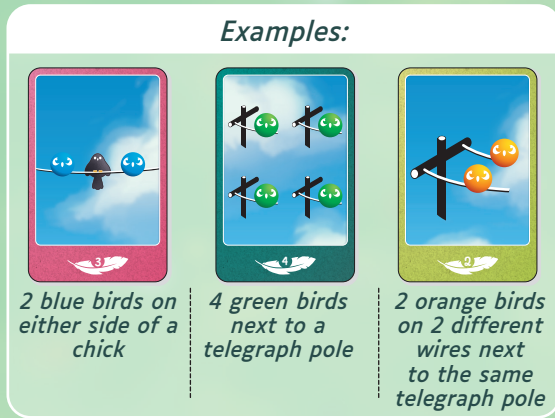 Examples:
3
4
2
2 blue birds on
either side of a
chick
4 green birds
next to a
telegraph pole
2 orange birds
on 2 different
wires next
to the same
telegraph pole